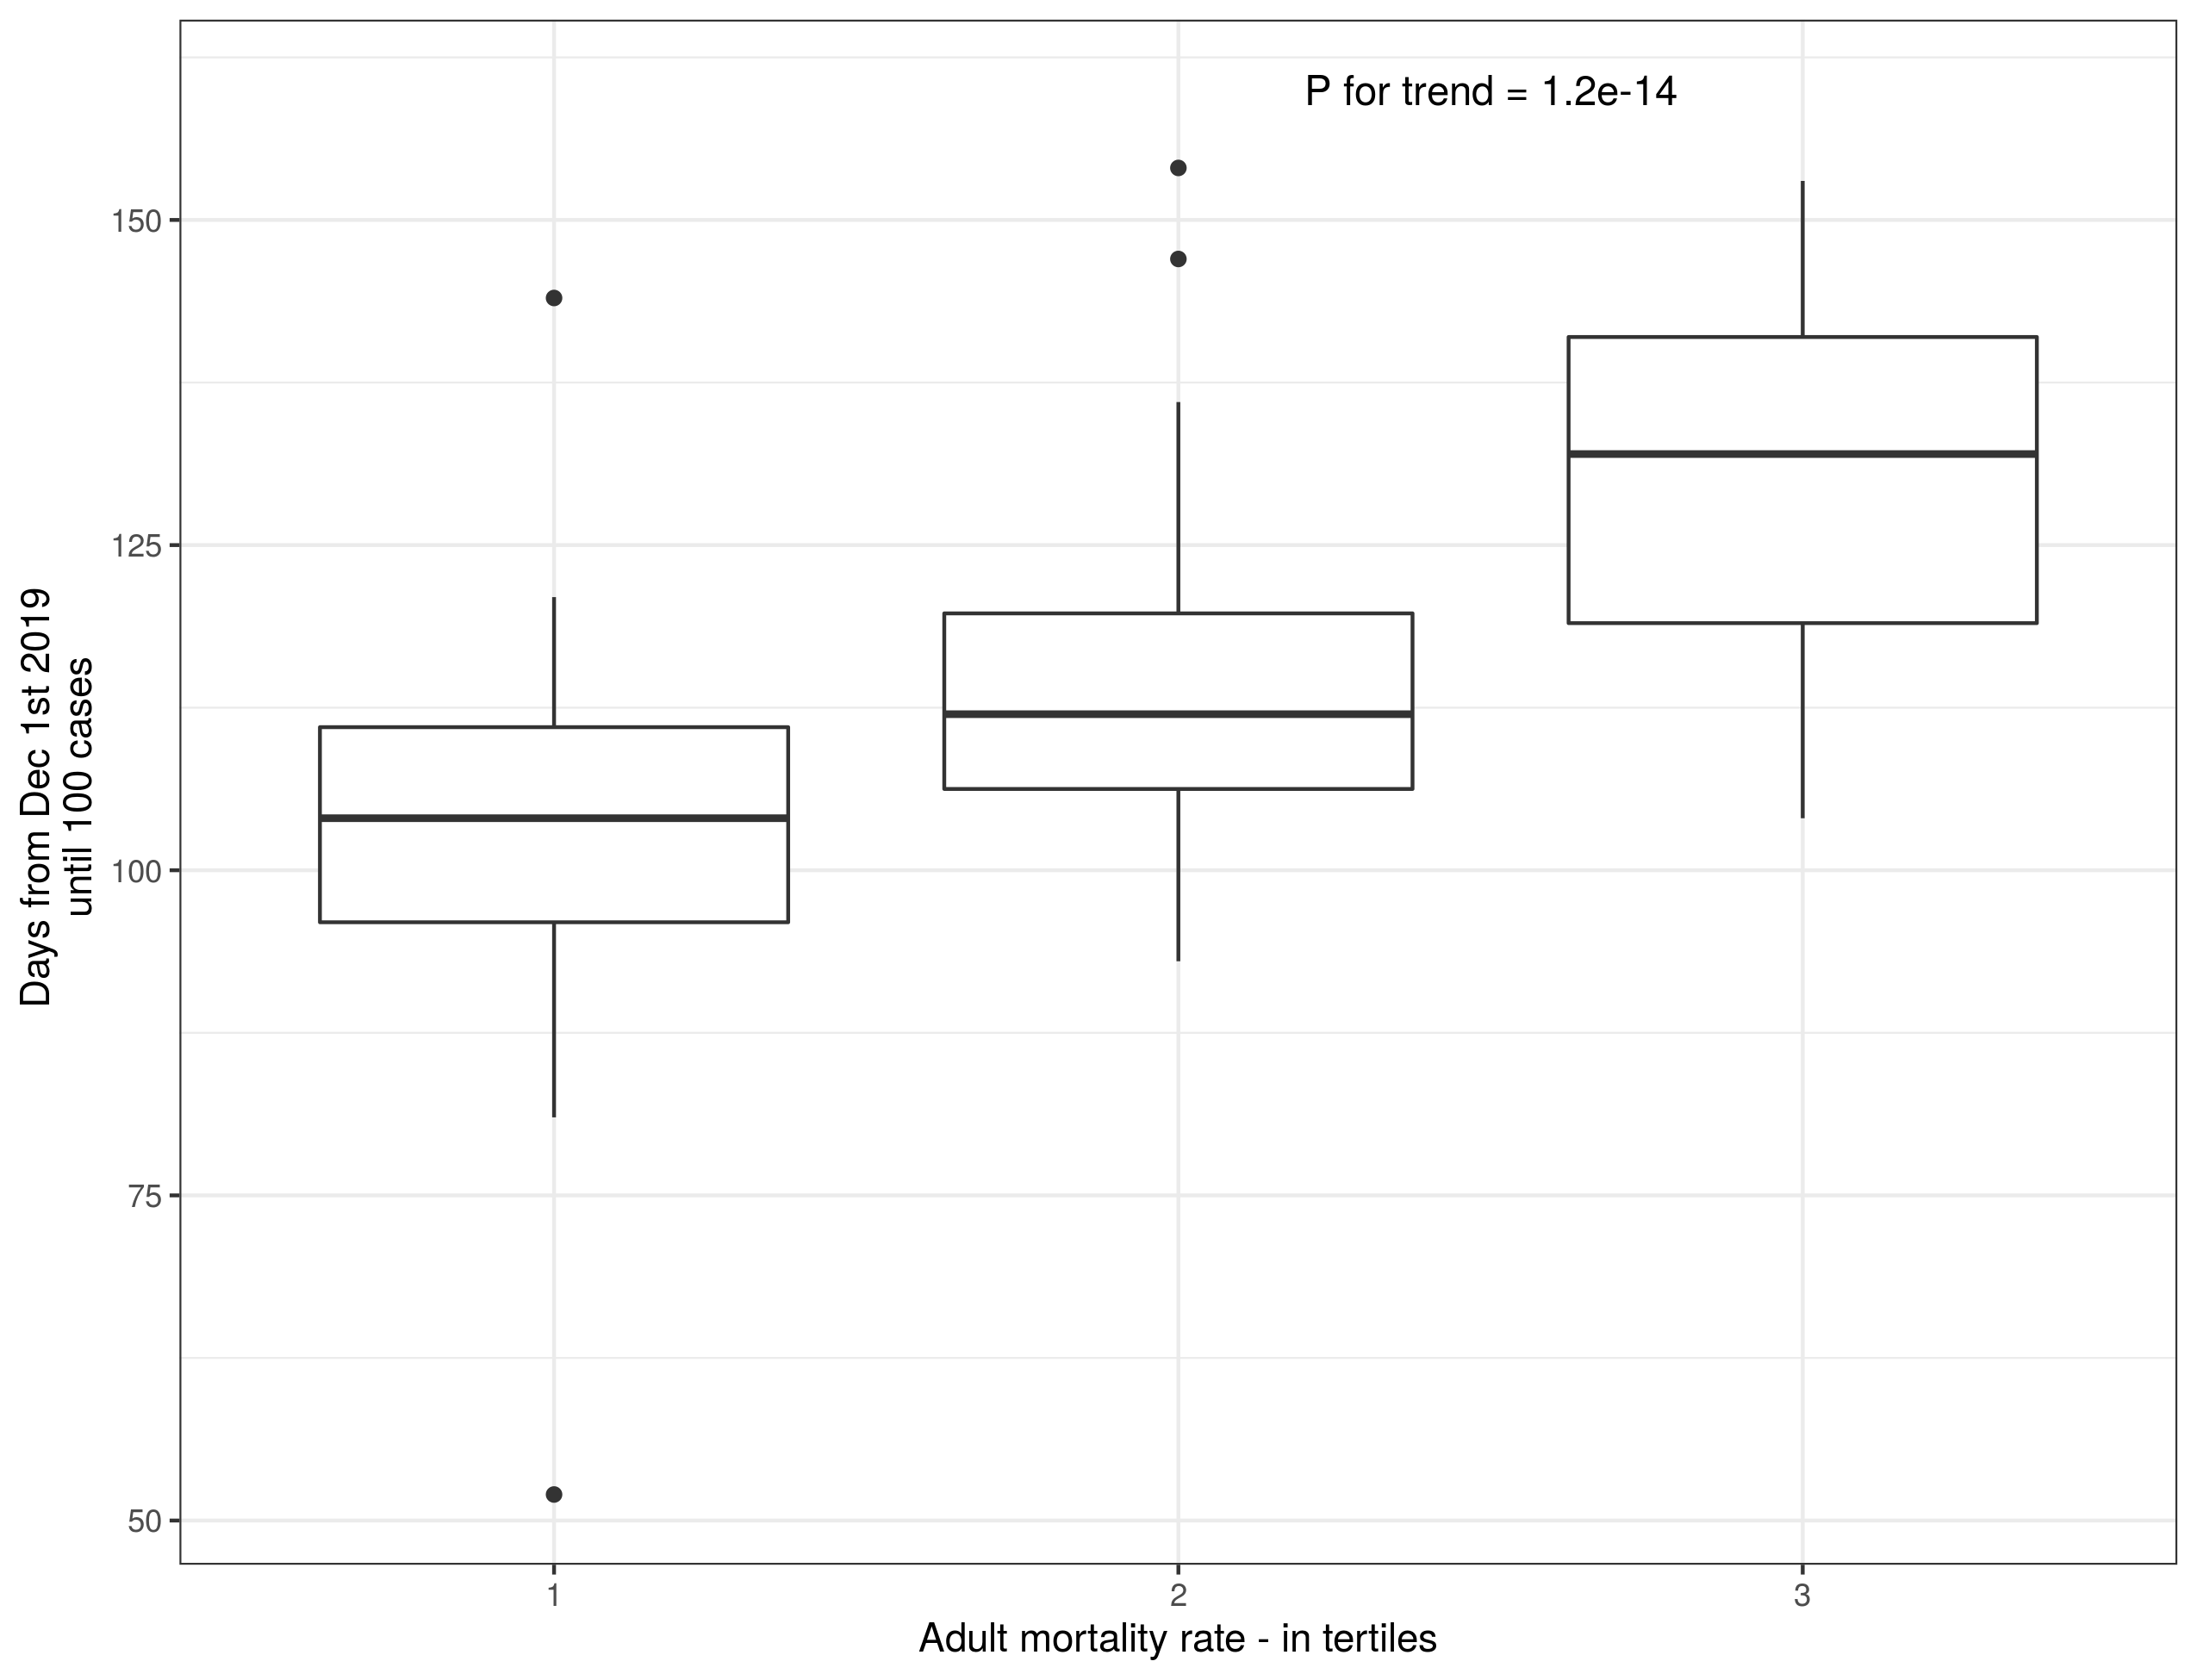 P for trend = 1.2e-14
150
125
100
75
50
Days from Dec 1st 2019
until 100 cases
1
2
3
Adult mortality rate - in tertiles